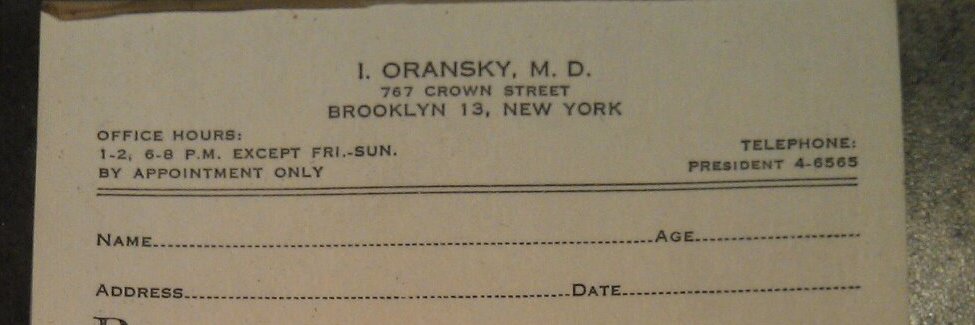 I. ORANSKY, M. D.
767 CROWN STREET
BROOKLYN 13, NEW YORK
OFFICE HOURS:
1-2, 6-8 P.M. EXCEPT FRI.-SUN.
BY APPOINTMENT ONLY
TELEPHONE:
PRESIDENT 4-6565
NAME AGE
ADDRESS DATE